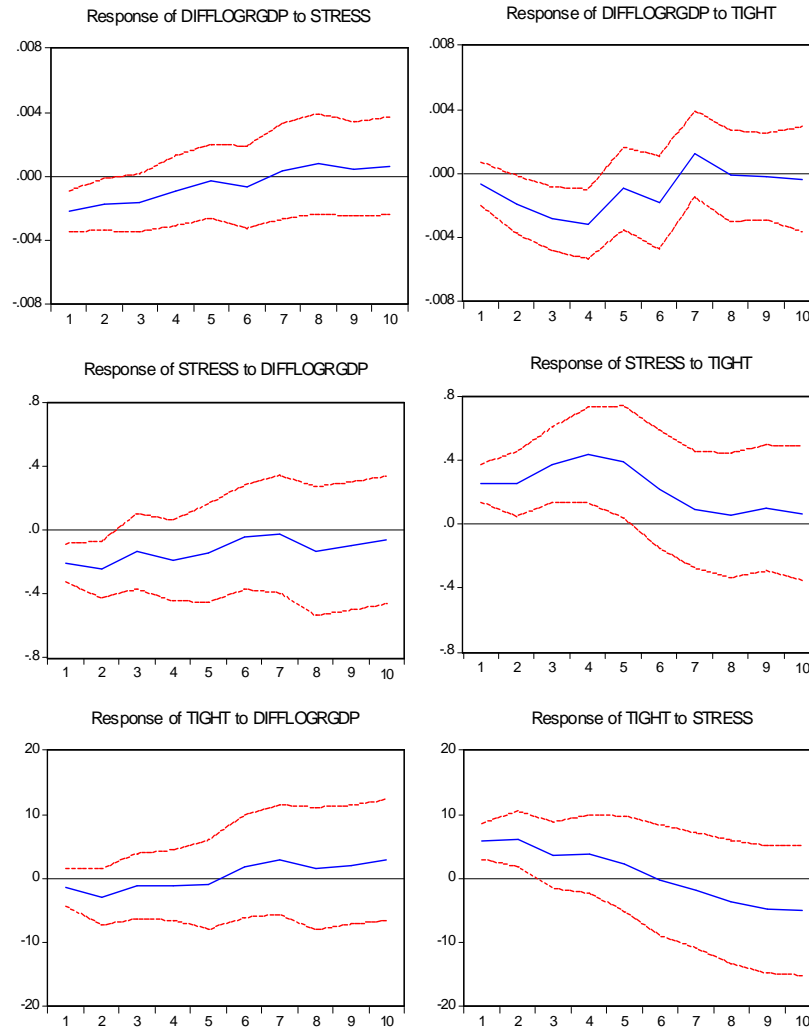 Response of DIFFLOGRGDP to STRESS
.008
.004
.000
-.004
-.008
1 2 3 4 5 6 7 8 9 10
Response of DIFFLOGRGDP to TIGHT
.008
.004
.000
-.004
-.008
1 2 3 4 5 6 7 8 9 10
Response of STRESS to DIFFLOGRGDP
.8
.4
.0
-.4
-.8
1 2 3 4 5 6 7 8 9 10
Response of STRESS to TIGHT
.8
.4
.0
-.4
-.8
1 2 3 4 5 6 7 8 9 10
Response of TIGHT to DIFFLOGRGDP
20
10
0
-10
-20
1 2 3 4 5 6 7 8 9 10
Response of TIGHT to STRESS
20
10
0
-10
-20
1 2 3 4 5 6 7 8 9 10